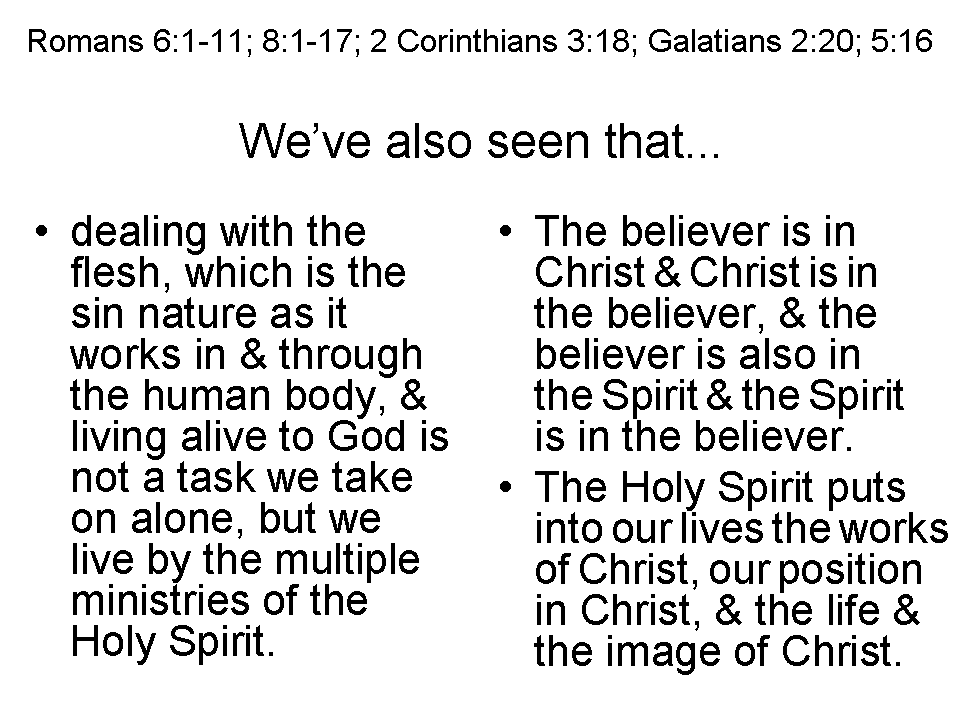 Romans 6:1-11; 8:1-17; 2 Corinthians 3:18; Galatians 2:20; 5:16
We’ve also seen that...
• dealing with the
flesh, which is the
sin nature as it
works in & through
the human body, &
living alive to God is
not a task we take
on alone, but we
live by the multiple
ministries of the
Holy Spirit.
• The believer is in
Christ & Christ is in
the believer, & the
believer is also in
the Spirit & the Spirit
is in the believer.
• The Holy Spirit puts
into our lives the works
of Christ, our position
in Christ, & the life &
the image of Christ.